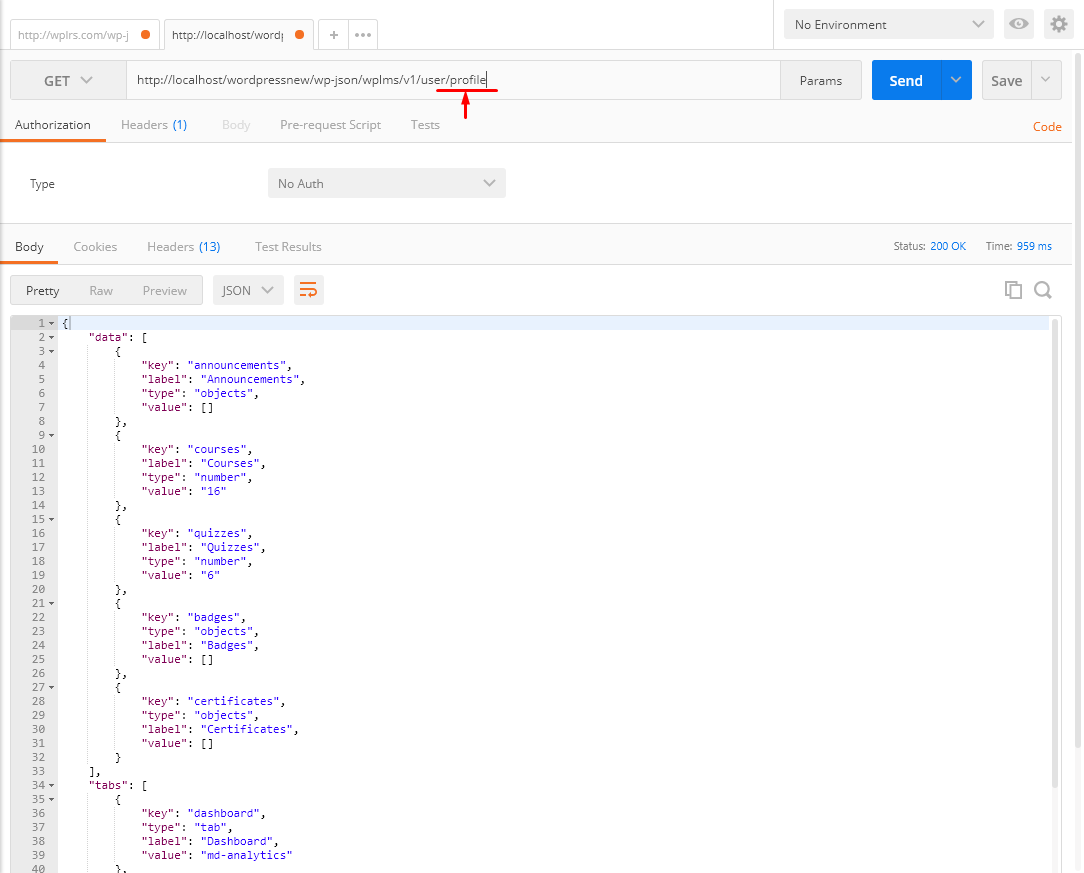 http://wplrs.com/wp-j
http://localhost/wordp
No Environment
GET http://localhost/wordpressnew/wp-json/wplms/v1/user/profile Params Send Save
Authorization Headers (1) Body Pre-request Script Tests Code
Type No Auth
Body Cookies Headers (13) Test Results Status: 200 OK Time: 959 ms
Pretty Raw Preview JSON
1 {
2 "data": [
3 {
4 "key": "announcements",
5 "label": "Announcements",
6 "type": "objects",
7 "value": []
8 },
9 {
10 "key": "courses",
11 "label": "Courses",
12 "type": "number",
13 "value": "16"
14 },
15 {
16 "key": "quizzes",
17 "label": "Quizzes",
18 "type": "number",
19 "value": "6"
20 },
21 {
22 "key": "badges",
23 "type": "objects",
24 "label": "Badges",
25 "value": []
26 },
27 {
28 "key": "certificates",
29 "type": "objects",
30 "label": "Certificates",
31 "value": []
32 }
33 ],
34 "tabs": [
35 {
36 "key": "dashboard",
37 "type": "tab",
38 "label": "Dashboard",
39 "value": "md-analytics"
40 },